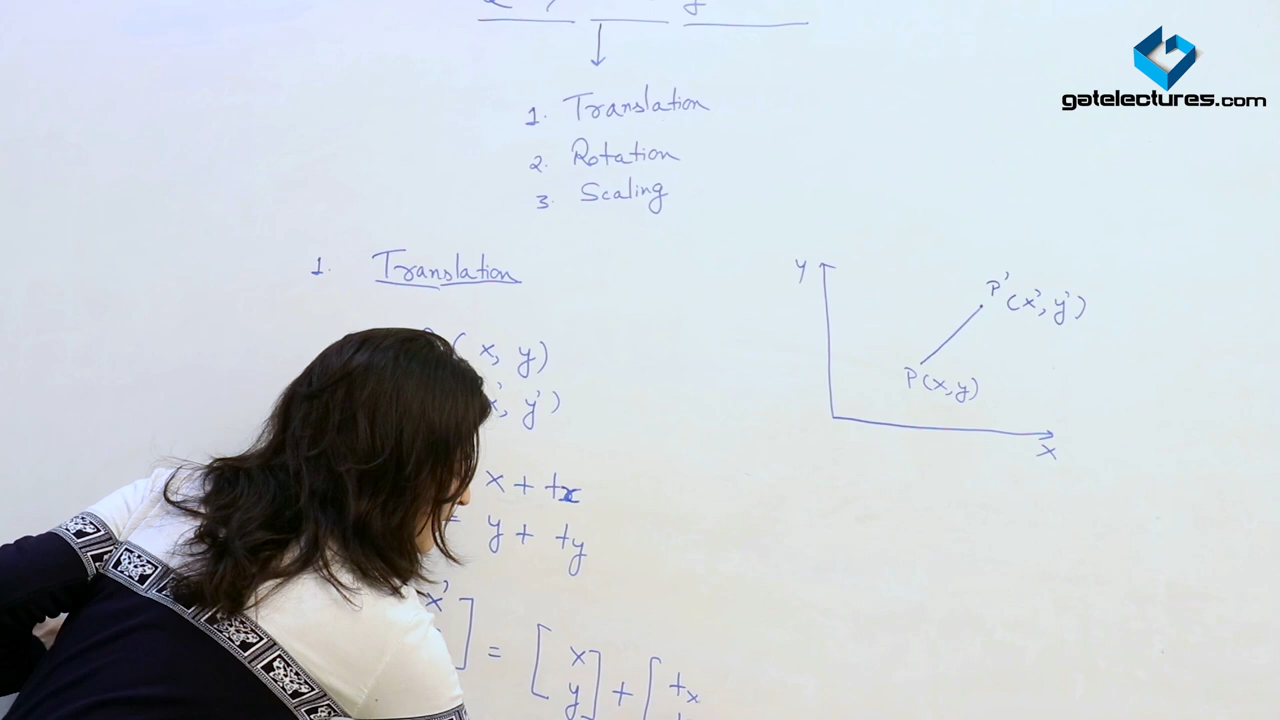 gatelectures.com
1. Translation
2. Rotation
3. Scaling
1. Translation
y
P'(x', y')
P(x,y)
x
(x, y)
x', y')
x + tx
= y + ty
x'] = [x y] + [tx